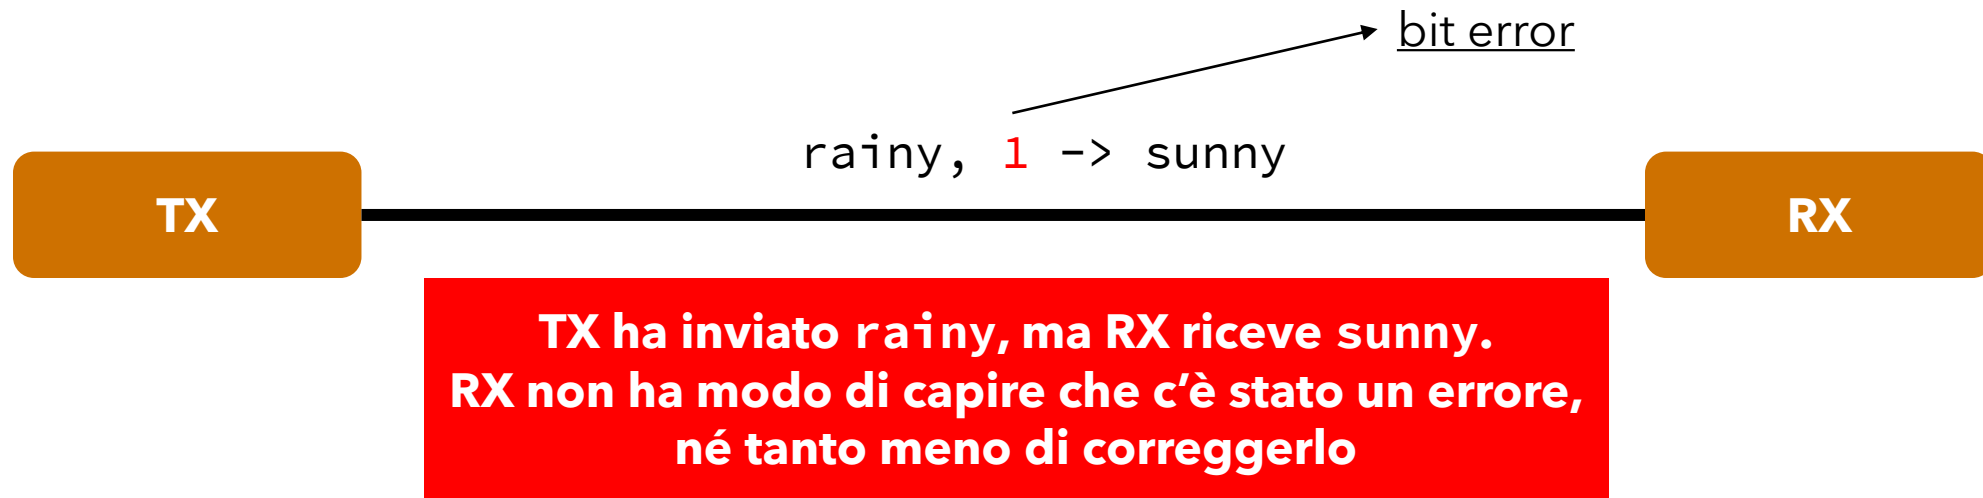 bit error
rainy, 1 -> sunny
TX
RX
TX ha inviato rainy, ma RX riceve sunny.
RX non ha modo di capire che c’è stato un errore,
né tanto meno di correggerlo